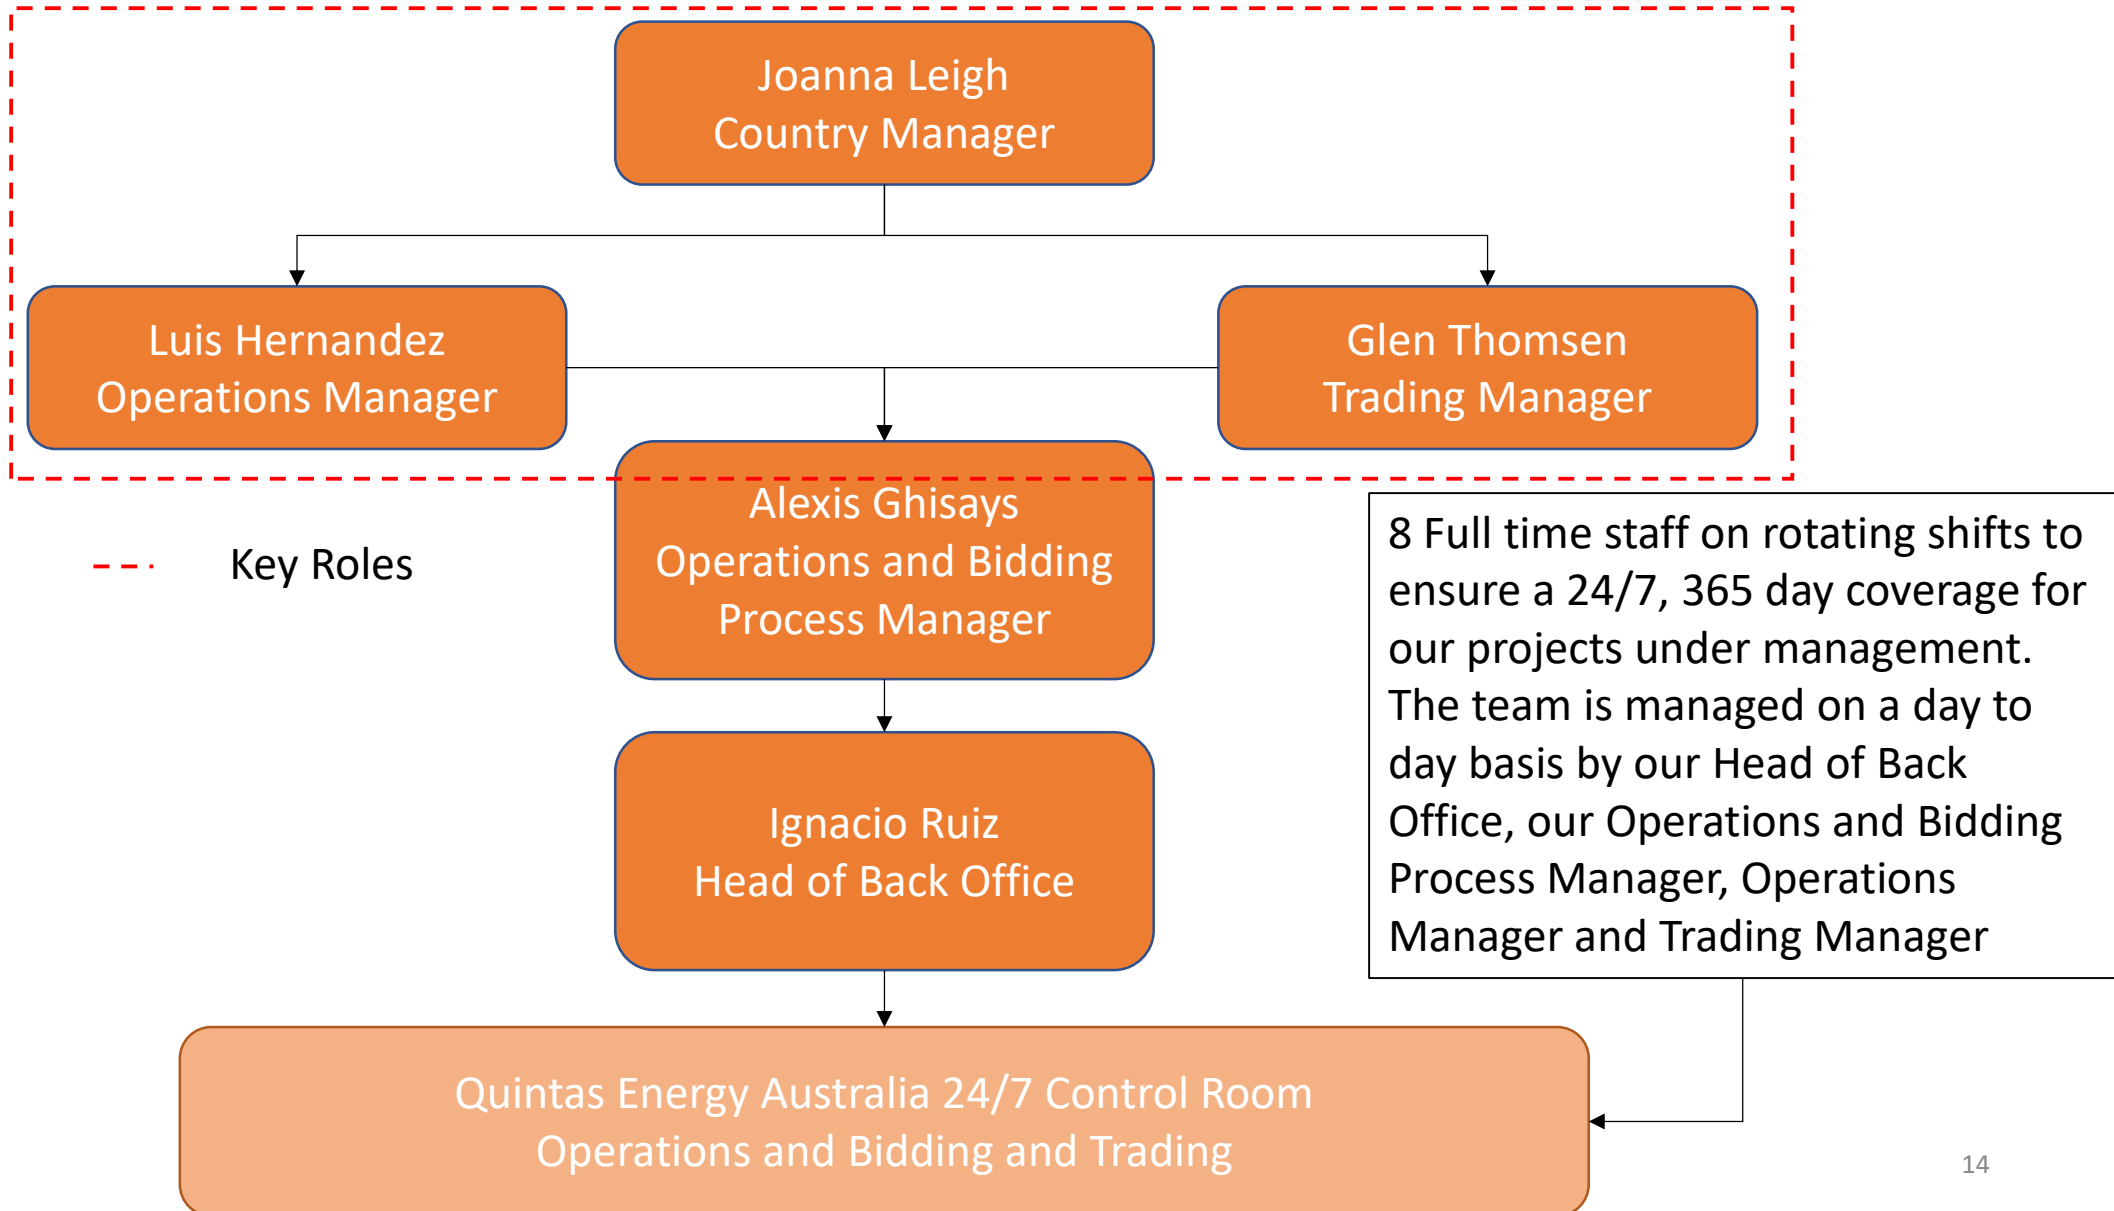 Joanna Leigh
Country Manager
Luis Hernandez
Operations Manager
Glen Thomsen
Trading Manager
Alexis Ghisays
Operations and Bidding
Process Manager
Key Roles
8 Full time staff on rotating shifts to
ensure a 24/7, 365 day coverage for
our projects under management.
The team is managed on a day to
day basis by our Head of Back
Office, our Operations and Bidding
Process Manager, Operations
Manager and Trading Manager
Ignacio Ruiz
Head of Back Office
Quintas Energy Australia 24/7 Control Room
Operations and Bidding and Trading
14